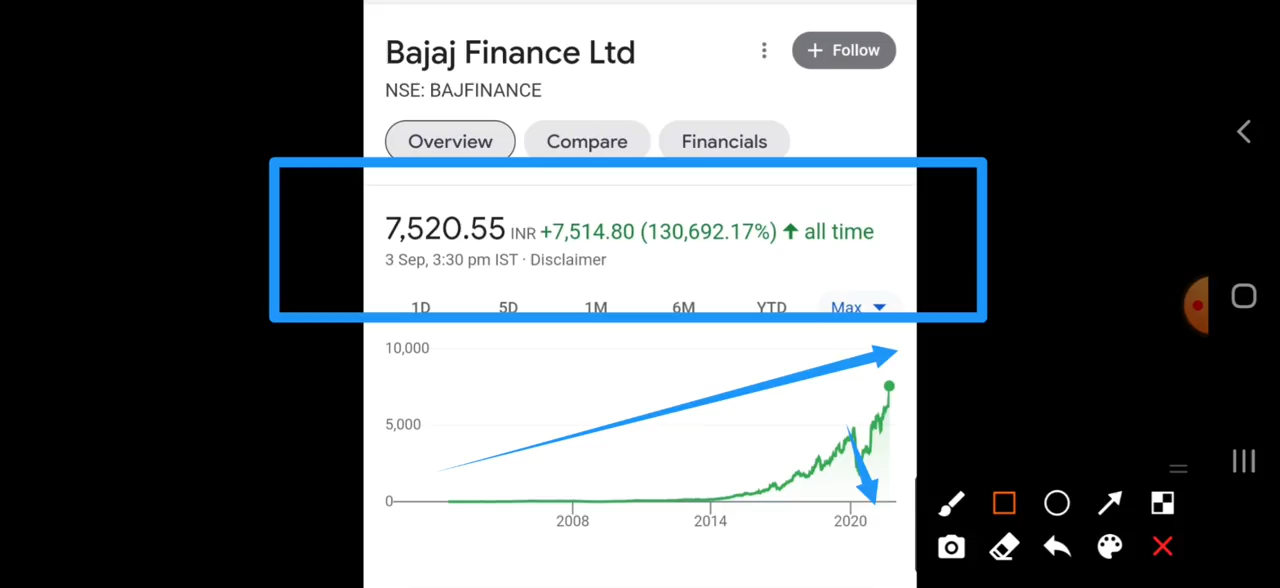 Bajaj Finance Ltd
+ Follow
NSE: BAJFINANCE
Overview Compare Financials
7,520.55 INR +7,514.80 (130,692.17%) ↑ all time
3 Sep, 3:30 pm IST · Disclaimer
1D 5D 1M 6M YTD Max
10,000
5,000
0
2008 2014 2020